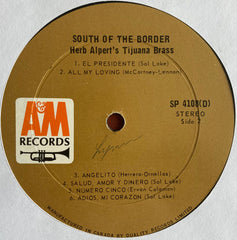 SOUTH OF THE BORDER
Herb Alpert's Tijuana Brass
1. EL PRESIDENTE (Sol Lake)
2. ALL MY LOVING (McCartney-Lennon)
SP 4108(D)
STEREO
Side 2
A&M
RECORDS
3. ANGELITO (Herrero-Ornellas)
4. SALUD, AMOR Y DINERO (Sol Lake)
5. NUMERO CINCO (Ervan Coleman)
6. ADIOS, MI CORAZON (Sol Lake)
MANUFACTURED IN CANADA BY QUALITY RECORDS LIMITED